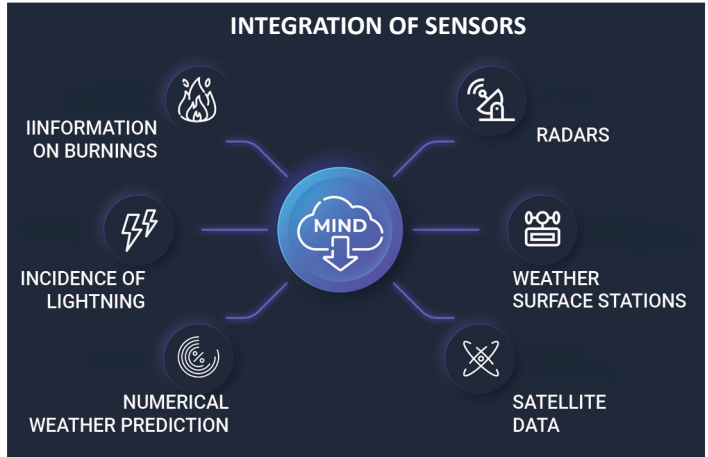 INTEGRATION OF SENSORS
IINFORMATION
ON BURNINGS
RADARS
MIND
INCIDENCE OF
LIGHTNING
WEATHER
SURFACE STATIONS
%
NUMERICAL
WEATHER PREDICTION
SATELLITE
DATA